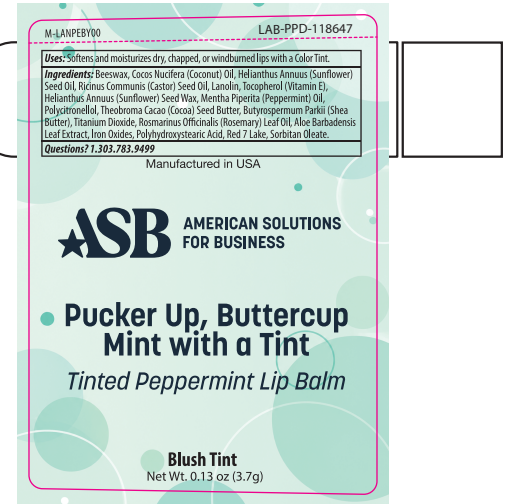 M-LANPEBY00
LAB-PPD-118647
Uses: Softens and moisturizes dry, chapped, or windburned lips with a Color Tint.
Ingredients: Beeswax, Cocos Nucifera (Coconut) Oil, Helianthus Annuus (Sunflower)
Seed Oil, Ricinus Communis (Castor) Seed Oil, Lanolin, Tocopherol (Vitamin E),
Helianthus Annuus (Sunflower) Seed Wax, Mentha Piperita (Peppermint) Oil,
Polycitronellol, Theobroma Cacao (Cocoa) Seed Butter, Butyrospermum Parkii (Shea
Butter), Titanium Dioxide, Rosmarinus Officinalis (Rosemary) Leaf Oil, Aloe Barbadensis
Leaf Extract, Iron Oxides, Polyhydroxystearic Acid, Red 7 Lake, Sorbitan Oleate.
Questions? 1.303.783.9499
Manufactured in USA
ASB
AMERICAN SOLUTIONS
FOR BUSINESS
Pucker Up, Buttercup
Mint with a Tint
Tinted Peppermint Lip Balm
Blush Tint
Net Wt. 0.13 oz (3.7g)